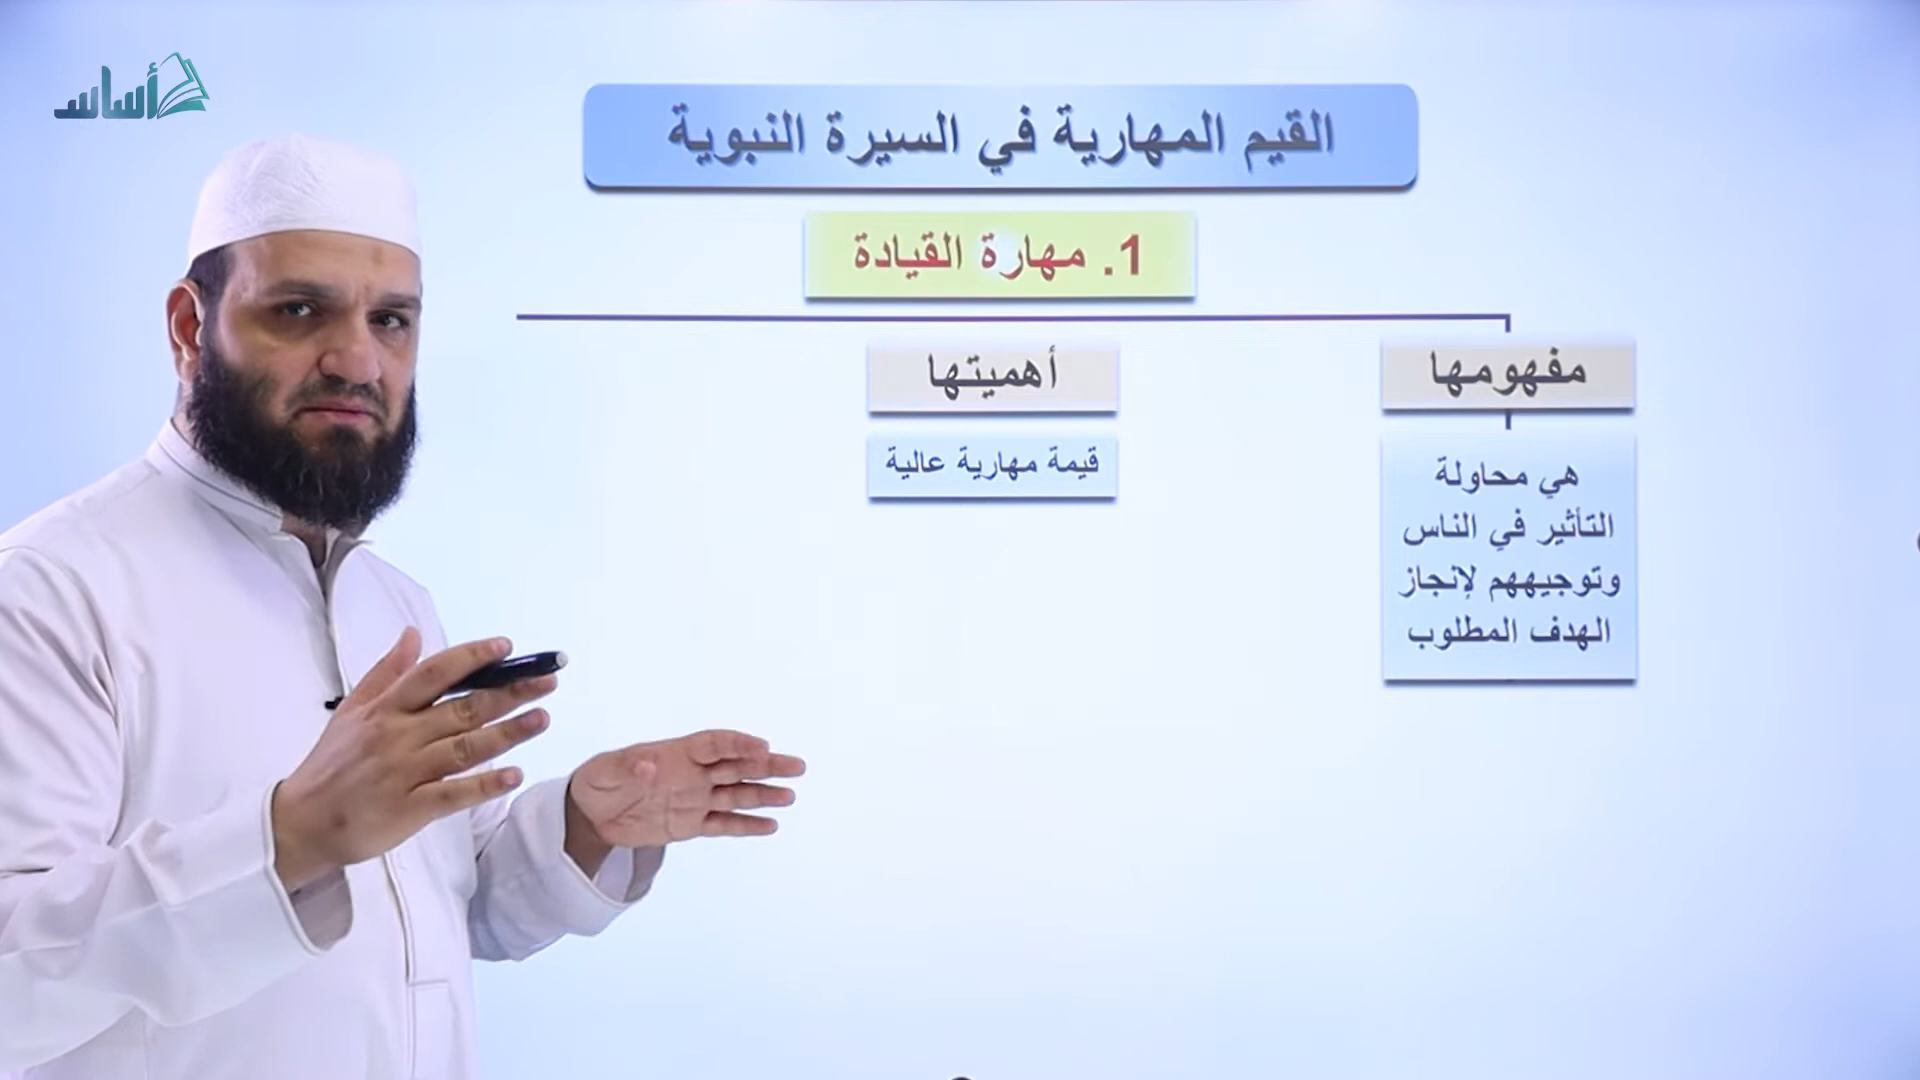 أساس
القيم المهارية في السيرة النبوية
1. مهارة القيادة
مفهومها
هي محاولة
التأثير في الناس
وتوجيههم لإنجاز
الهدف المطلوب
أهميتها
قيمة مهارية عالية